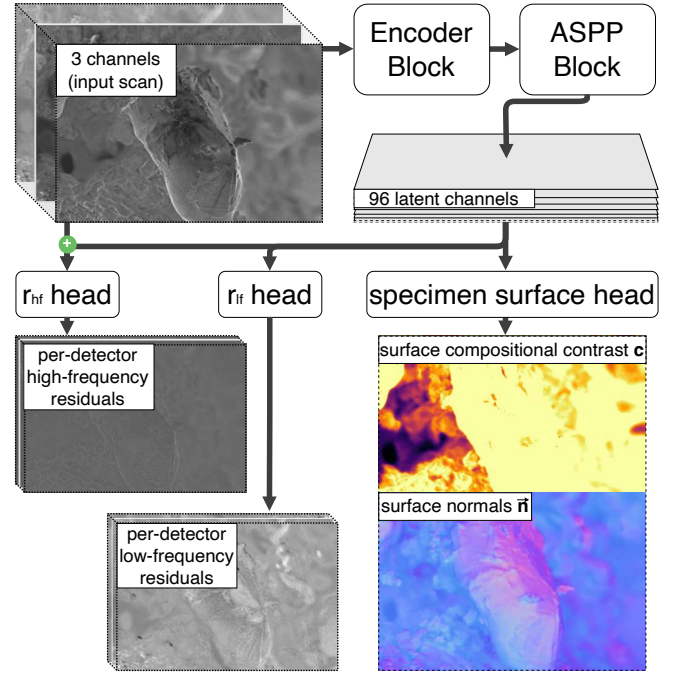 3 channels
(input scan)
Encoder
Block
ASPP
Block
96 latent channels
+
rhf head
rlf head
specimen surface head
per-detector
high-frequency
residuals
surface compositional contrast c
surface normals n⃗
per-detector
low-frequency
residuals